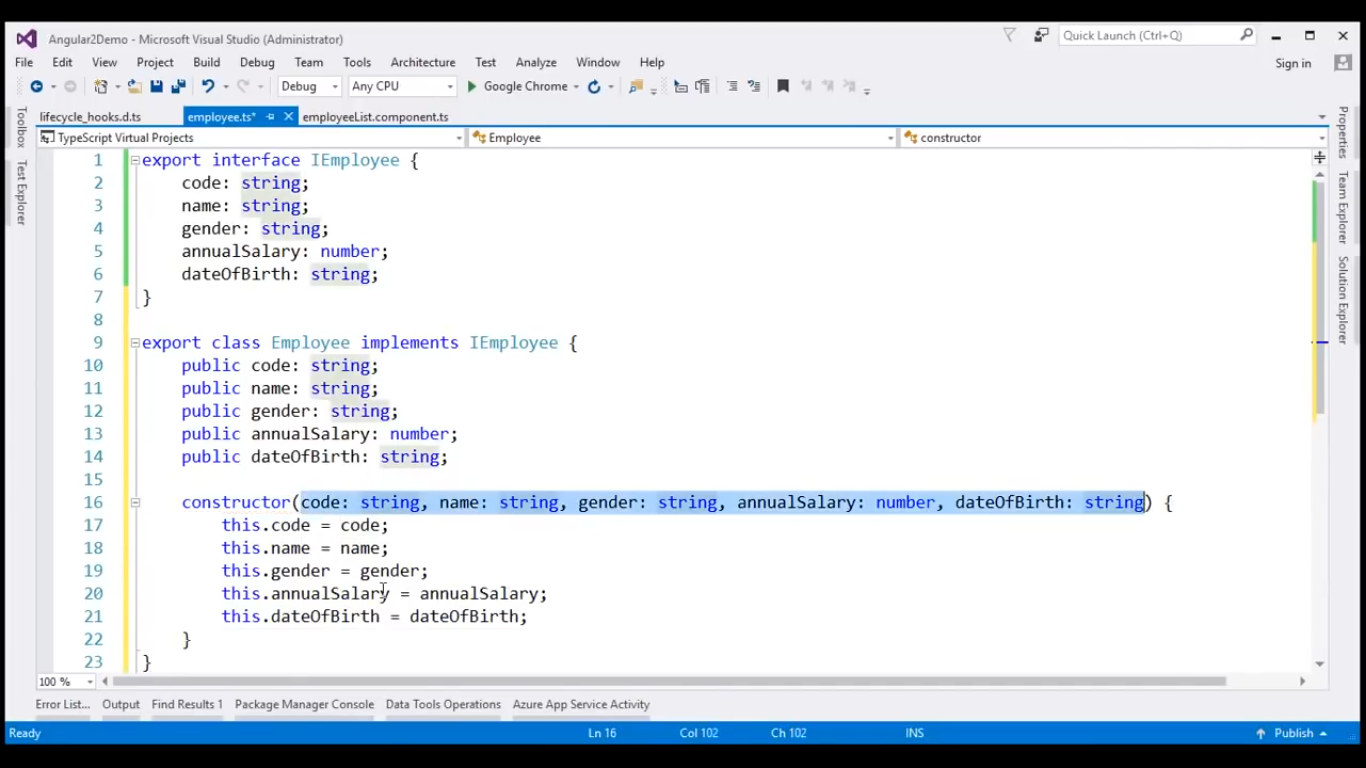 Angular2Demo - Microsoft Visual Studio (Administrator) Quick Launch (Ctrl+Q)
File Edit View Project Build Debug Team Tools Architecture Test Analyze Window Help Sign in
Debug Any CPU Google Chrome
lifecycle_hooks.d.ts employee.ts* employeeList.component.ts
TypeScript Virtual Projects Employee constructor
Toolbox
Test Explorer
Properties
Team Explorer
Solution Explorer
1 export interface IEmployee {
2 code: string;
3 name: string;
4 gender: string;
5 annualSalary: number;
6 dateOfBirth: string;
7 }
8
9 export class Employee implements IEmployee {
10 public code: string;
11 public name: string;
12 public gender: string;
13 public annualSalary: number;
14 public dateOfBirth: string;
15
16 constructor(code: string, name: string, gender: string, annualSalary: number, dateOfBirth: string) {
17 this.code = code;
18 this.name = name;
19 this.gender = gender;
20 this.annualSalary = annualSalary;
21 this.dateOfBirth = dateOfBirth;
22 }
23 }
100 %
Error List... Output Find Results 1 Package Manager Console Data Tools Operations Azure App Service Activity
Ready Ln 16 Col 102 Ch 102 INS Publish